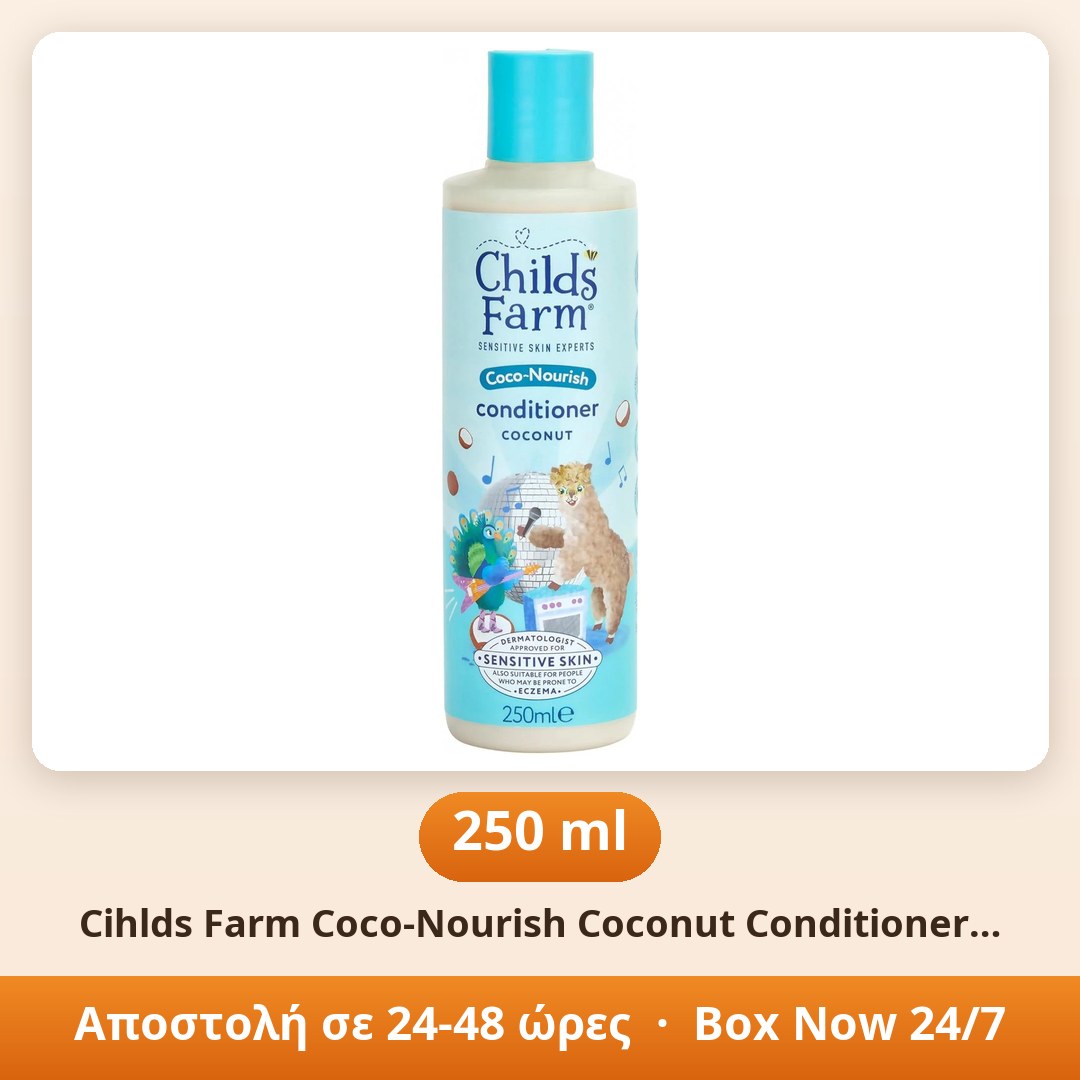 Childs
Farm®
SENSITIVE SKIN EXPERTS
Coco-Nourish
conditioner
COCONUT
DERMATOLOGIST
APPROVED FOR
•SENSITIVE SKIN•
ALSO SUITABLE FOR PEOPLE
WHO MAY BE PRONE TO
•ECZEMA•
250ml℮
250 ml
Cihlds Farm Coco-Nourish Coconut Conditioner...
Αποστολή σε 24-48 ώρες · Box Now 24/7